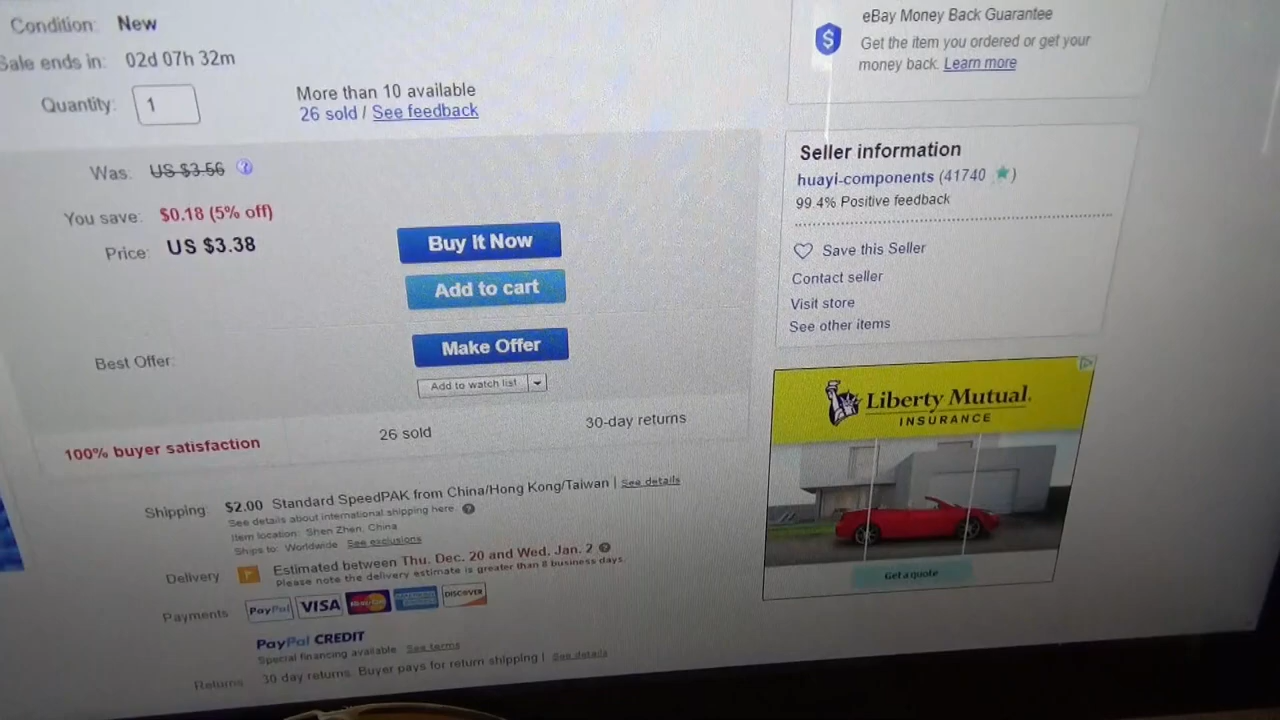 Condition: New
Sale ends in: 02d 07h 32m
Quantity: 1
More than 10 available
26 sold / See feedback
Was: US $3.56 ?
You save: $0.18 (5% off)
Price: US $3.38
Buy It Now
Add to cart
Best Offer:
Make Offer
Add to watch list
100% buyer satisfaction
26 sold
30-day returns
Shipping: $2.00 Standard SpeedPAK from China/Hong Kong/Taiwan | See details
See details about international shipping here. ?
Item location: Shen Zhen, China
Ships to: Worldwide See exclusions
Delivery: Estimated between Thu. Dec. 20 and Wed. Jan. 2 ?
Please note the delivery estimate is greater than 8 business days.
Payments: PayPal VISA MasterCard DISCOVER
PayPal CREDIT
Special financing available. See terms
Returns: 30 day returns. Buyer pays for return shipping | See details
eBay Money Back Guarantee
Get the item you ordered or get your
money back. Learn more
Seller information
huayi-components (41740 )
99.4% Positive feedback
Save this Seller
Contact seller
Visit store
See other items
Liberty Mutual.
INSURANCE
Get a quote